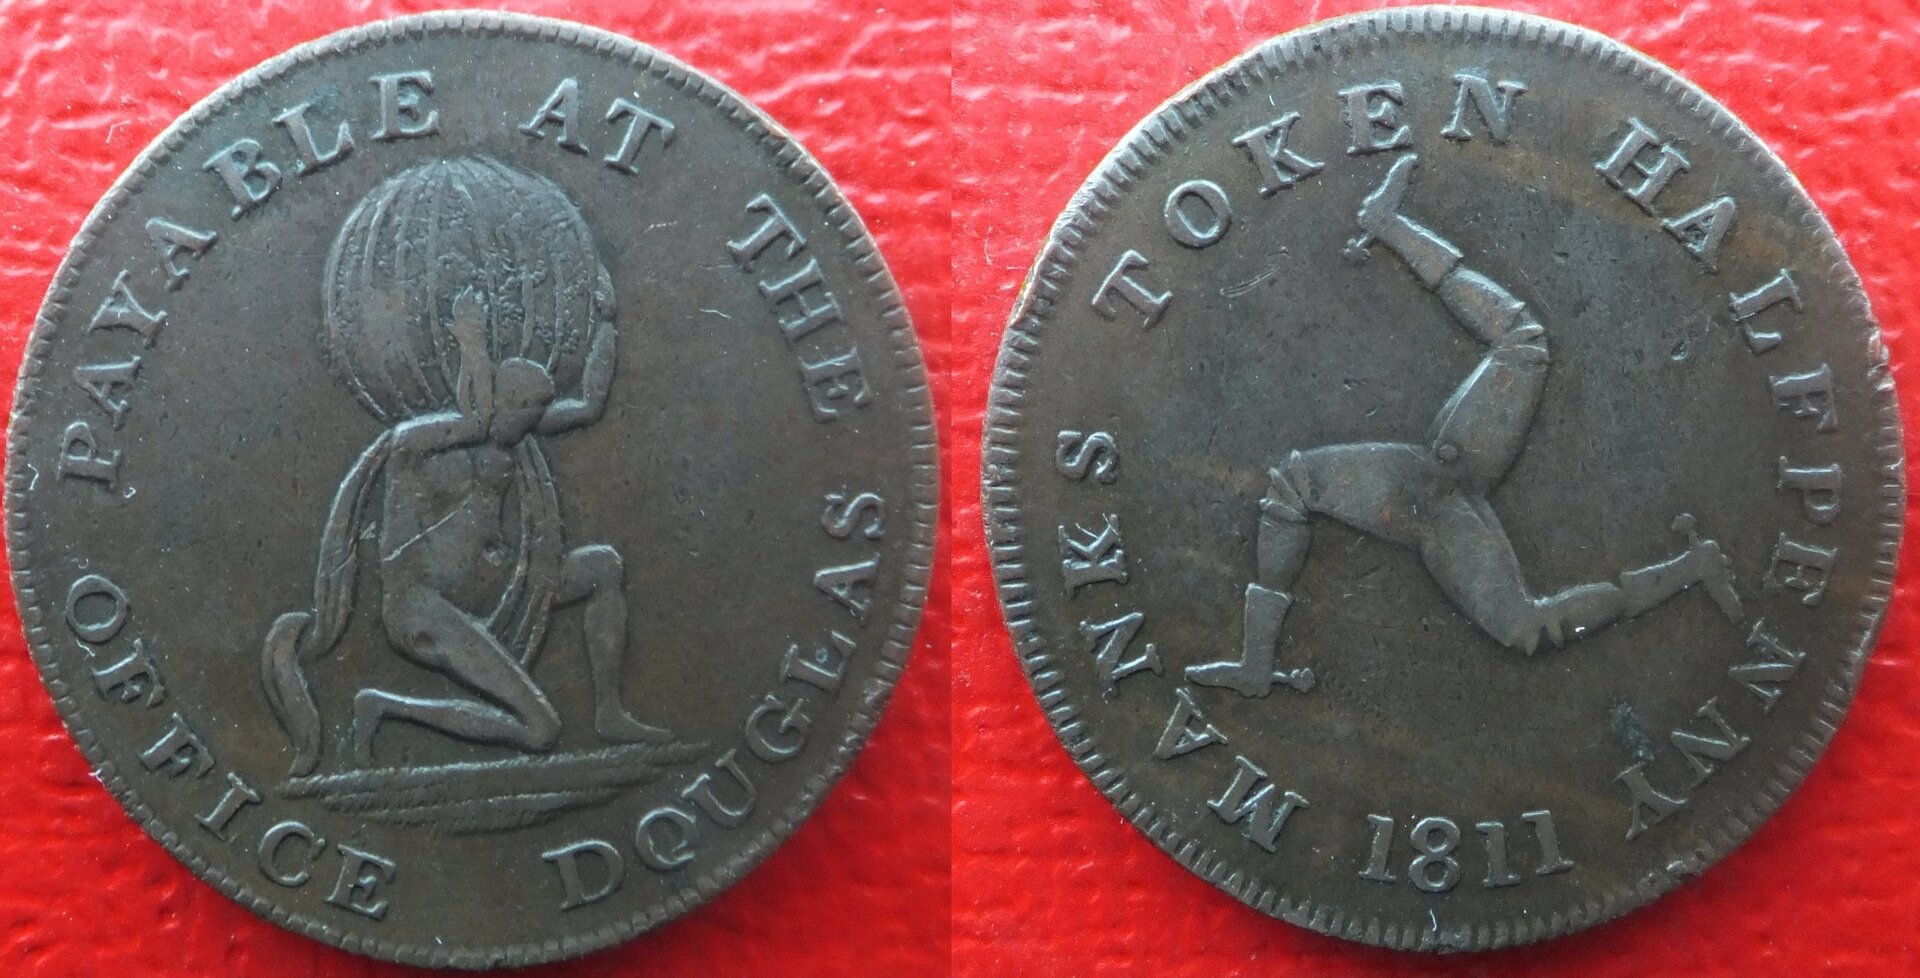 PAYABLE AT THE
OFFICE DOUGLAS
MANKS TOKEN HALFPENNY
1811